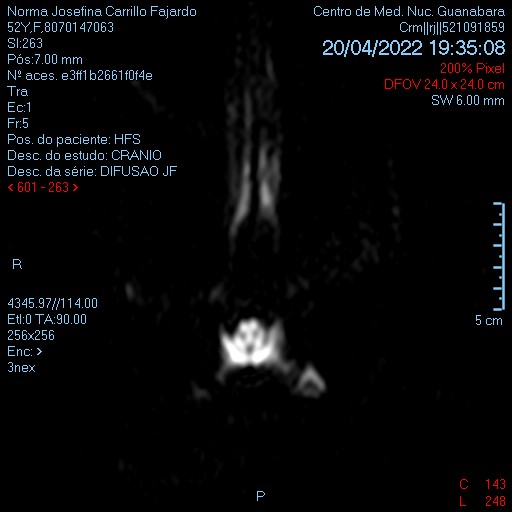 Norma Josefina Carrillo Fajardo
52Y,F,8070147063
Sl:263
Pós:7.00 mm
Nº aces. e3ff1b2661f0f4e
Tra
Ec:1
Fr:5
Pos. do paciente: HFS
Desc. do estudo: CRANIO
Desc. da série: DIFUSAO JF
< 601 - 263 >
Centro de Med. Nuc. Guanabara
Crm||rj||521091859
20/04/2022 19:35:08
200% Pixel
DFOV 24.0 x 24.0 cm
SW 6.00 mm
R
5 cm
4345.97//114.00
Etl:0 TA:90.00
256x256
Enc: >
3nex
P
C 143
L 248